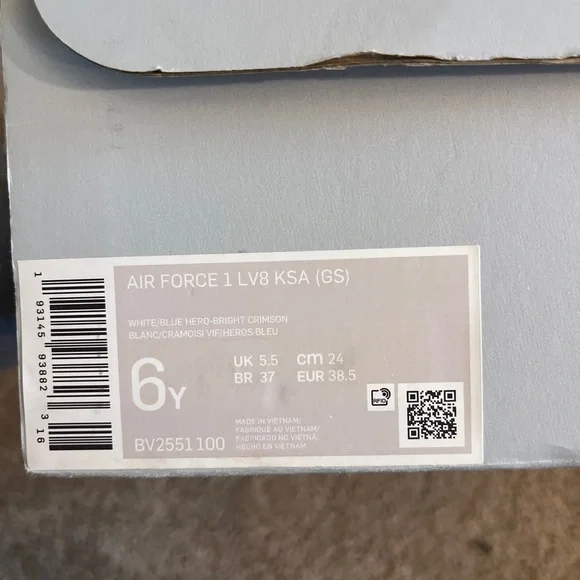 AIR FORCE 1 LV8 KSA (GS)
WHITE/BLUE HERO-BRIGHT CRIMSON
BLANC/CRAMOISI VIF/HEROS BLEU
6Y
UK 5.5 cm 24
BR 37 EUR 38.5
RFID
BV2551 100
MADE IN VIETNAM/
FABRIQUE AU VIETNAM/
FABRICADO NO VIETNÃ/
HECHO EN VIETNAM
1 93145 93882 3 16